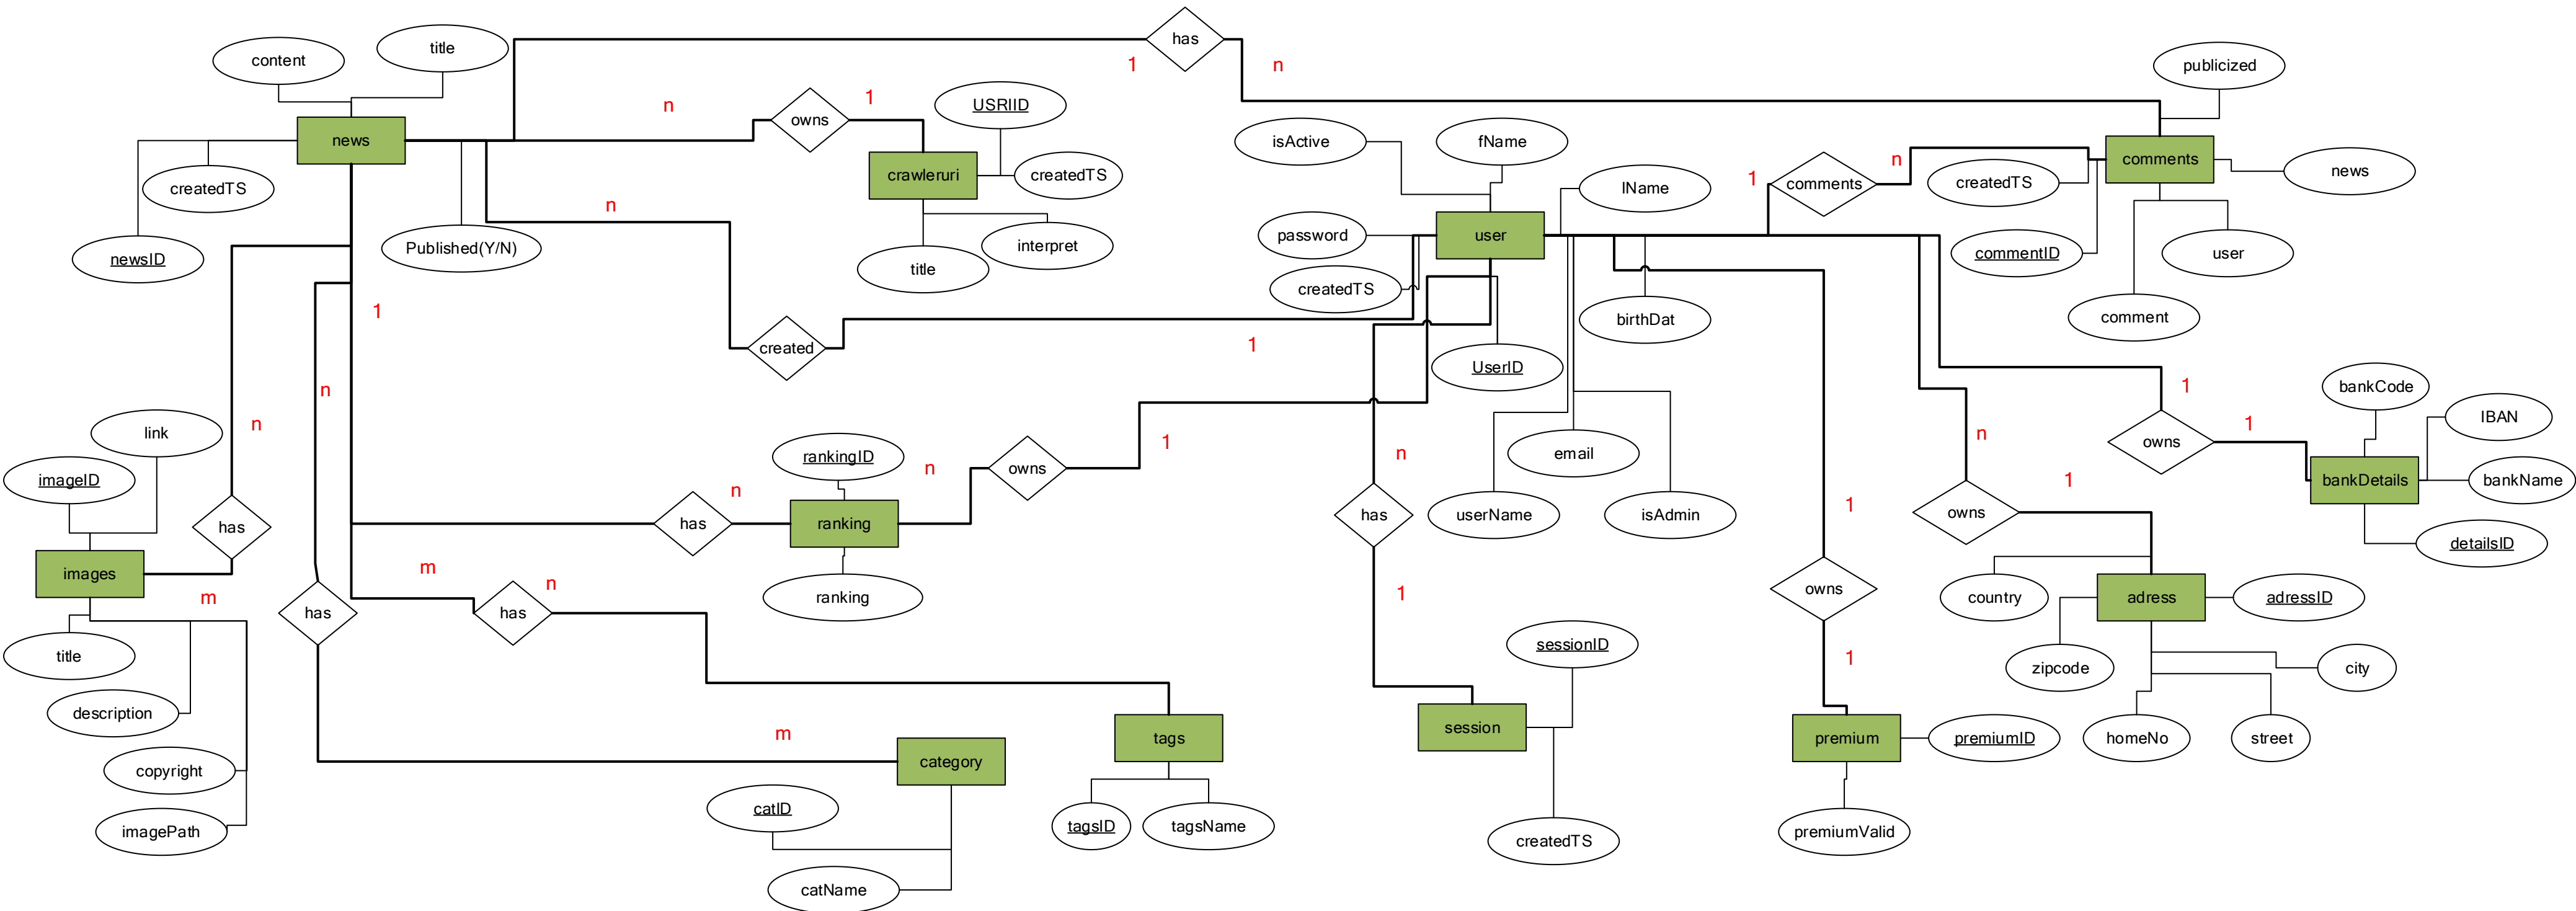 has
title
content
1
n
publicized
n
1
USRIID
owns
isActive
fName
news
comments
n
createdTS
crawleruri
createdTS
news
1
comments
createdTS
lName
n
password
user
Published(Y/N)
interpret
commentID
user
newsID
title
createdTS
1
birthDat
comment
created
1
UserID
n
1
bankCode
link
n
n
1
IBAN
1
owns
email
n
rankingID
n
owns
n
imageID
bankDetails
bankName
1
n
userName
isAdmin
1
has
has
ranking
has
owns
detailsID
images
m
n
1
owns
ranking
m
country
adress
adressID
has
has
title
sessionID
1
zipcode
city
description
m
tags
session
premium
premiumID
homeNo
street
category
copyright
catID
imagePath
tagsID
tagsName
premiumValid
createdTS
catName